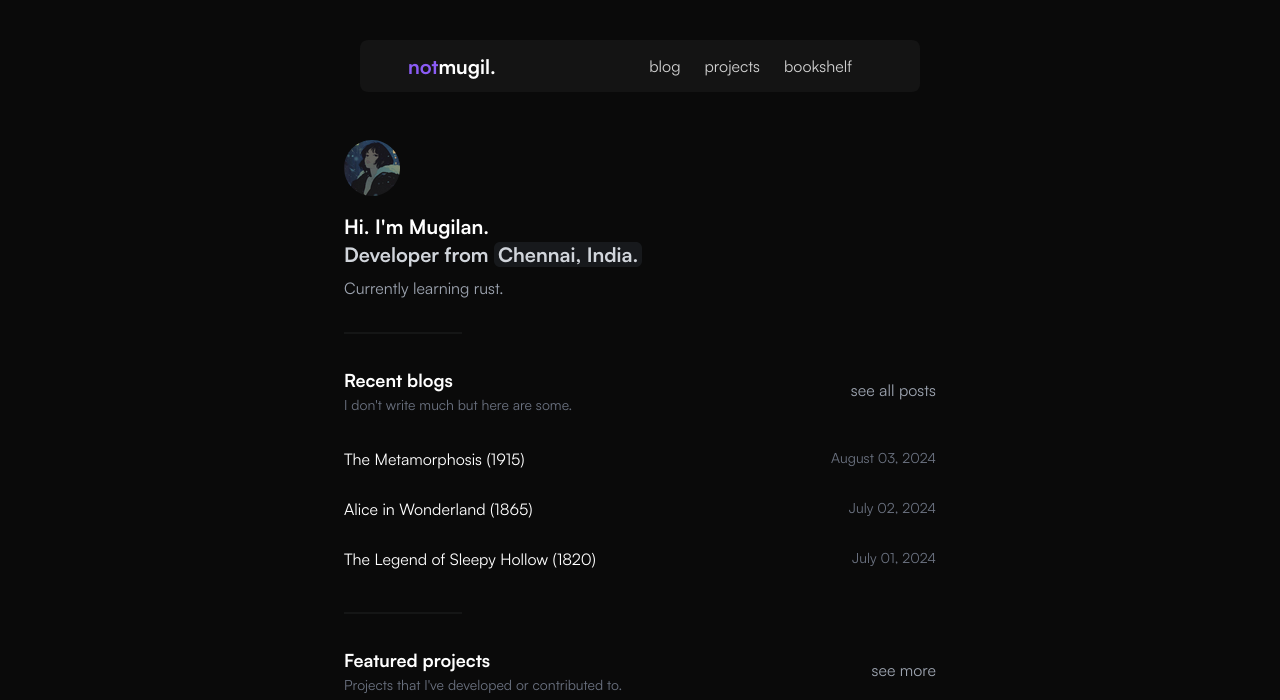 notmugil.
blog projects bookshelf
Hi. I'm Mugilan.
Developer from Chennai, India.
Currently learning rust.
Recent blogs
I don't write much but here are some.
see all posts
The Metamorphosis (1915)
August 03, 2024
Alice in Wonderland (1865)
July 02, 2024
The Legend of Sleepy Hollow (1820)
July 01, 2024
Featured projects
Projects that I've developed or contributed to.
see more